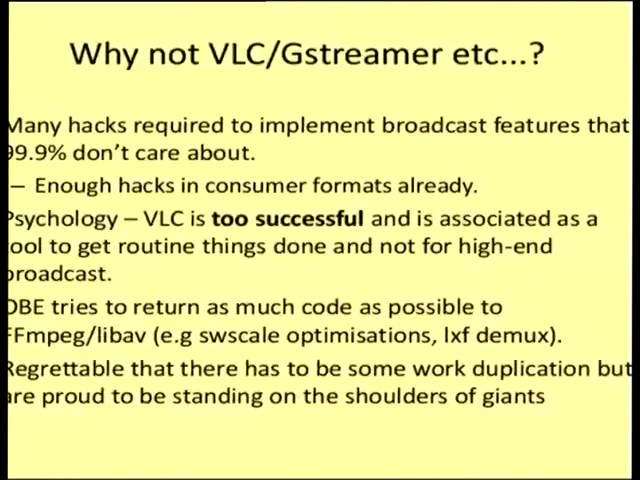 Why not VLC/Gstreamer etc...?
Many hacks required to implement broadcast features that
99.9% don't care about.
– Enough hacks in consumer formats already.
Psychology – VLC is too successful and is associated as a
tool to get routine things done and not for high-end
broadcast.
OBE tries to return as much code as possible to
FFmpeg/libav (e.g swscale optimisations, lxf demux).
Regrettable that there has to be some work duplication but
are proud to be standing on the shoulders of giants